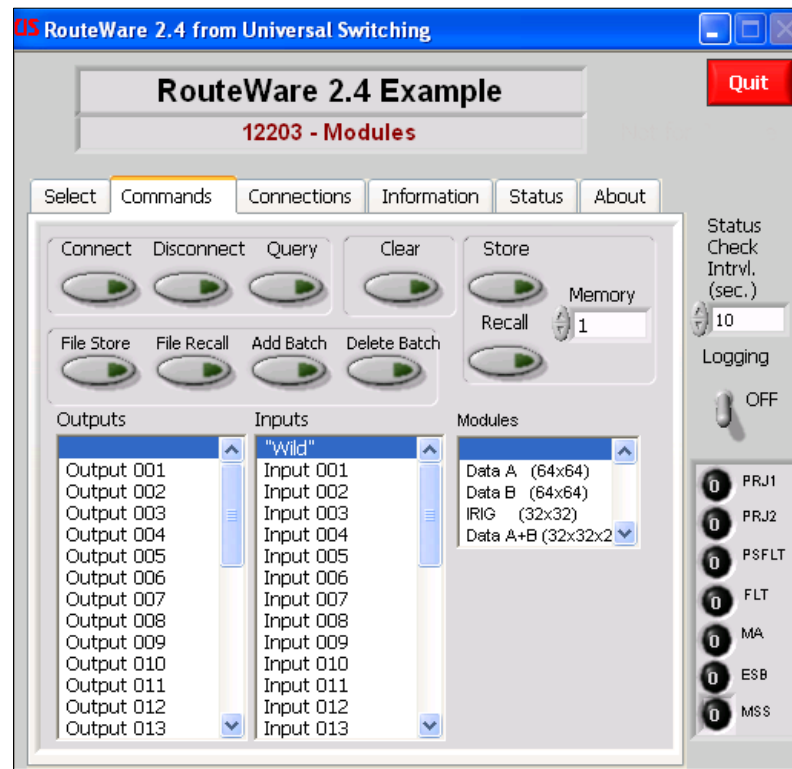 US RouteWare 2.4 from Universal Switching
RouteWare 2.4 Example
Quit
12203 - Modules
Select Commands Connections Information Status About
Connect Disconnect Query Clear Store
Memory
1
Recall
File Store File Recall Add Batch Delete Batch
Status
Check
Intrvl.
(sec.)
10
Logging
OFF
Outputs
Output 001
Output 002
Output 003
Output 004
Output 005
Output 006
Output 007
Output 008
Output 009
Output 010
Output 011
Output 012
Output 013
Inputs
"Wild"
Input 001
Input 002
Input 003
Input 004
Input 005
Input 006
Input 007
Input 008
Input 009
Input 010
Input 011
Input 012
Input 013
Modules
Data A (64x64)
Data B (64x64)
IRIG (32x32)
Data A+B (32x32x2
0 PRJ1
0 PRJ2
0 PSFLT
0 FLT
0 MA
0 ESB
0 MSS